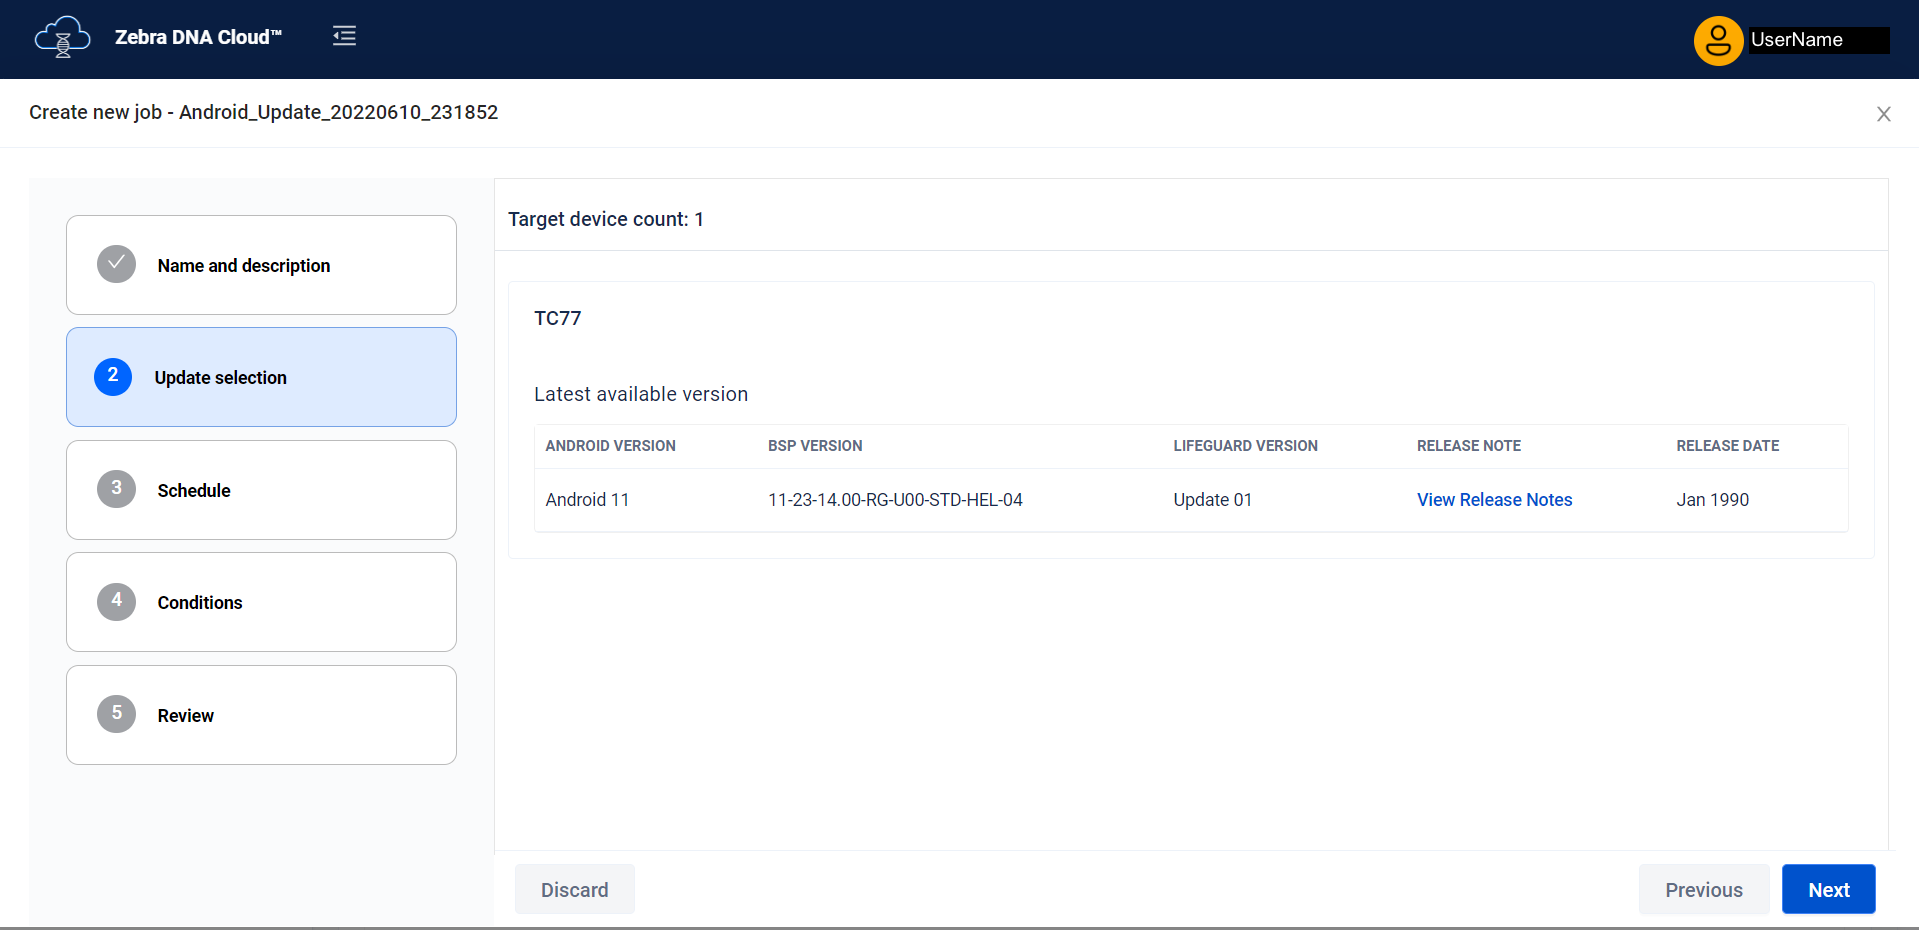 Zebra DNA Cloud™
UserName
Create new job - Android_Update_20220610_231852
Name and description
2 Update selection
3 Schedule
4 Conditions
5 Review
Target device count: 1
TC77
Latest available version
ANDROID VERSION BSP VERSION LIFEGUARD VERSION RELEASE NOTE RELEASE DATE
Android 11 11-23-14.00-RG-U00-STD-HEL-04 Update 01 View Release Notes Jan 1990
Discard Previous Next